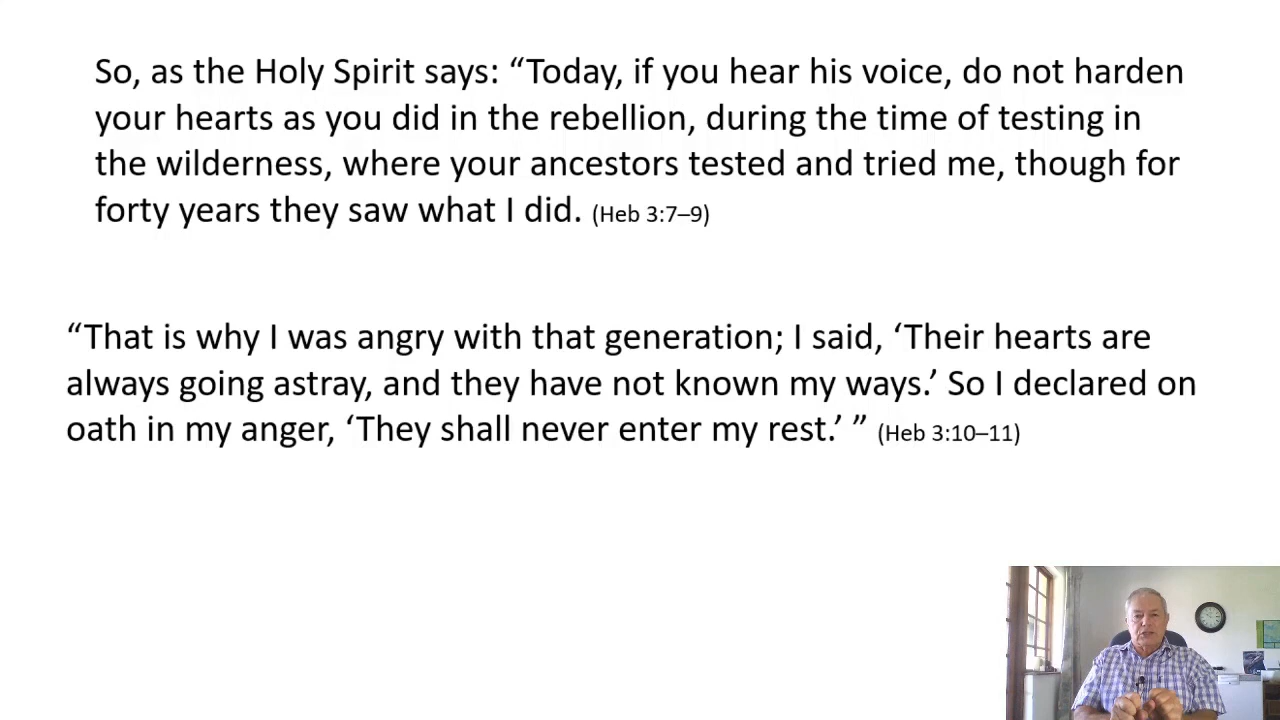 So, as the Holy Spirit says: “Today, if you hear his voice, do not harden
your hearts as you did in the rebellion, during the time of testing in
the wilderness, where your ancestors tested and tried me, though for
forty years they saw what I did. (Heb 3:7–9)
“That is why I was angry with that generation; I said, ‘Their hearts are
always going astray, and they have not known my ways.’ So I declared on
oath in my anger, ‘They shall never enter my rest.’ ” (Heb 3:10–11)